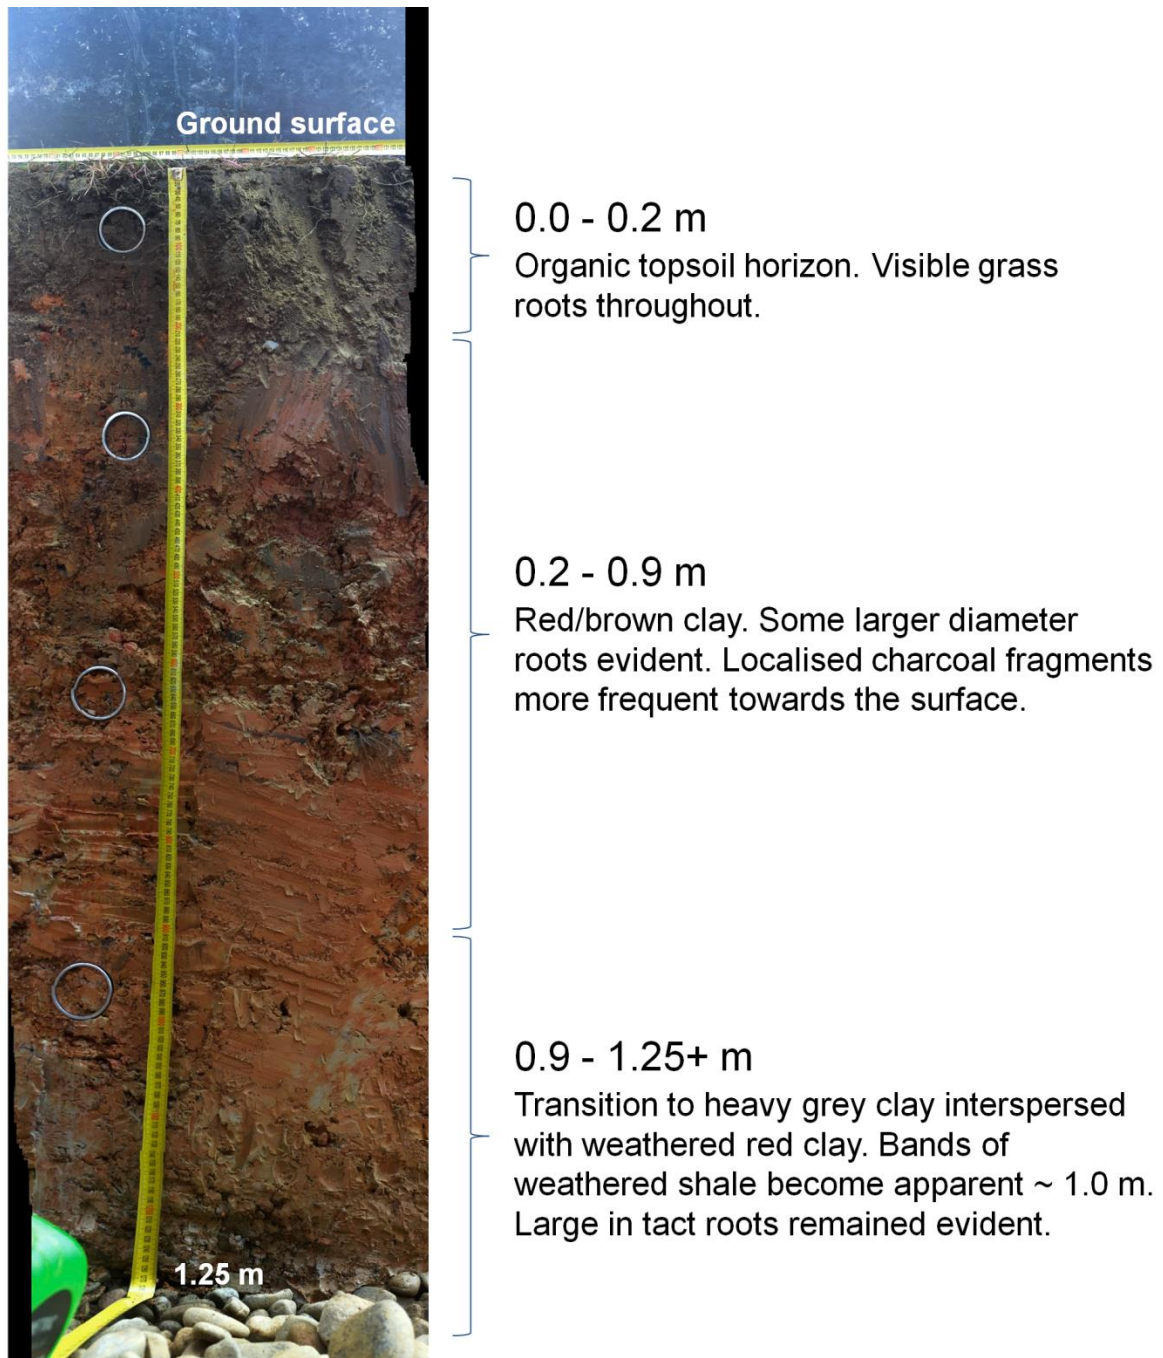 Ground surface
0.0 - 0.2 m
Organic topsoil horizon. Visible grass
roots throughout.
0.2 - 0.9 m
Red/brown clay. Some larger diameter
roots evident. Localised charcoal fragments
more frequent towards the surface.
0.9 - 1.25+ m
Transition to heavy grey clay interspersed
with weathered red clay. Bands of
weathered shale become apparent ~ 1.0 m.
Large in tact roots remained evident.
1.25 m